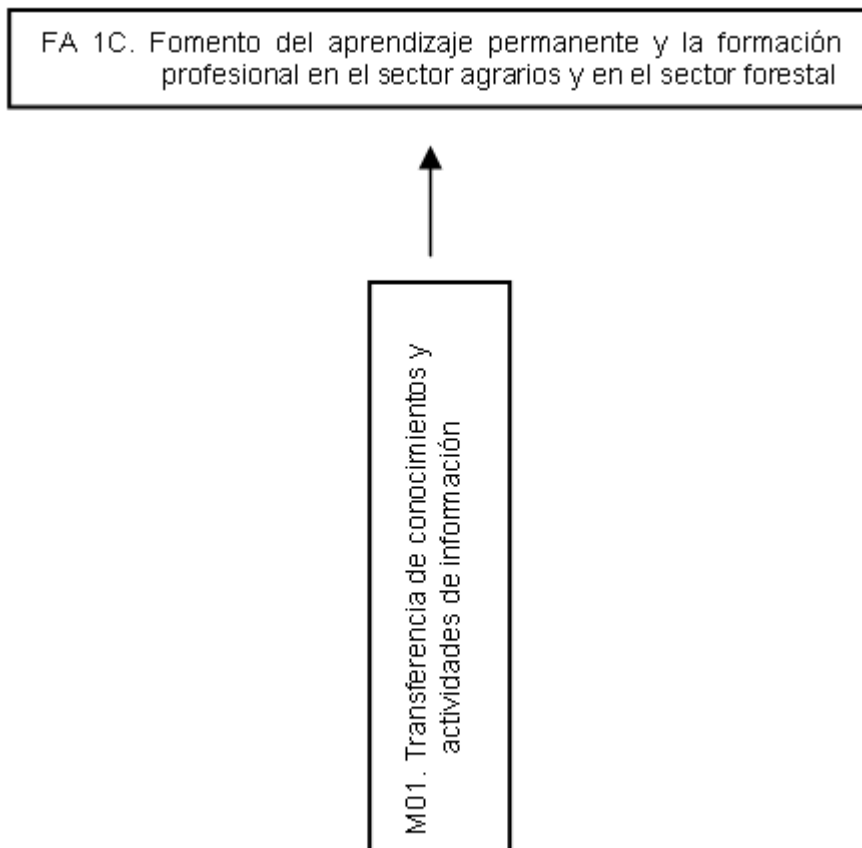 FA 1C. Fomento del aprendizaje permanente y la formación
profesional en el sector agrarios y en el sector forestal
M01. Transferencia de conocimientos y
actividades de información